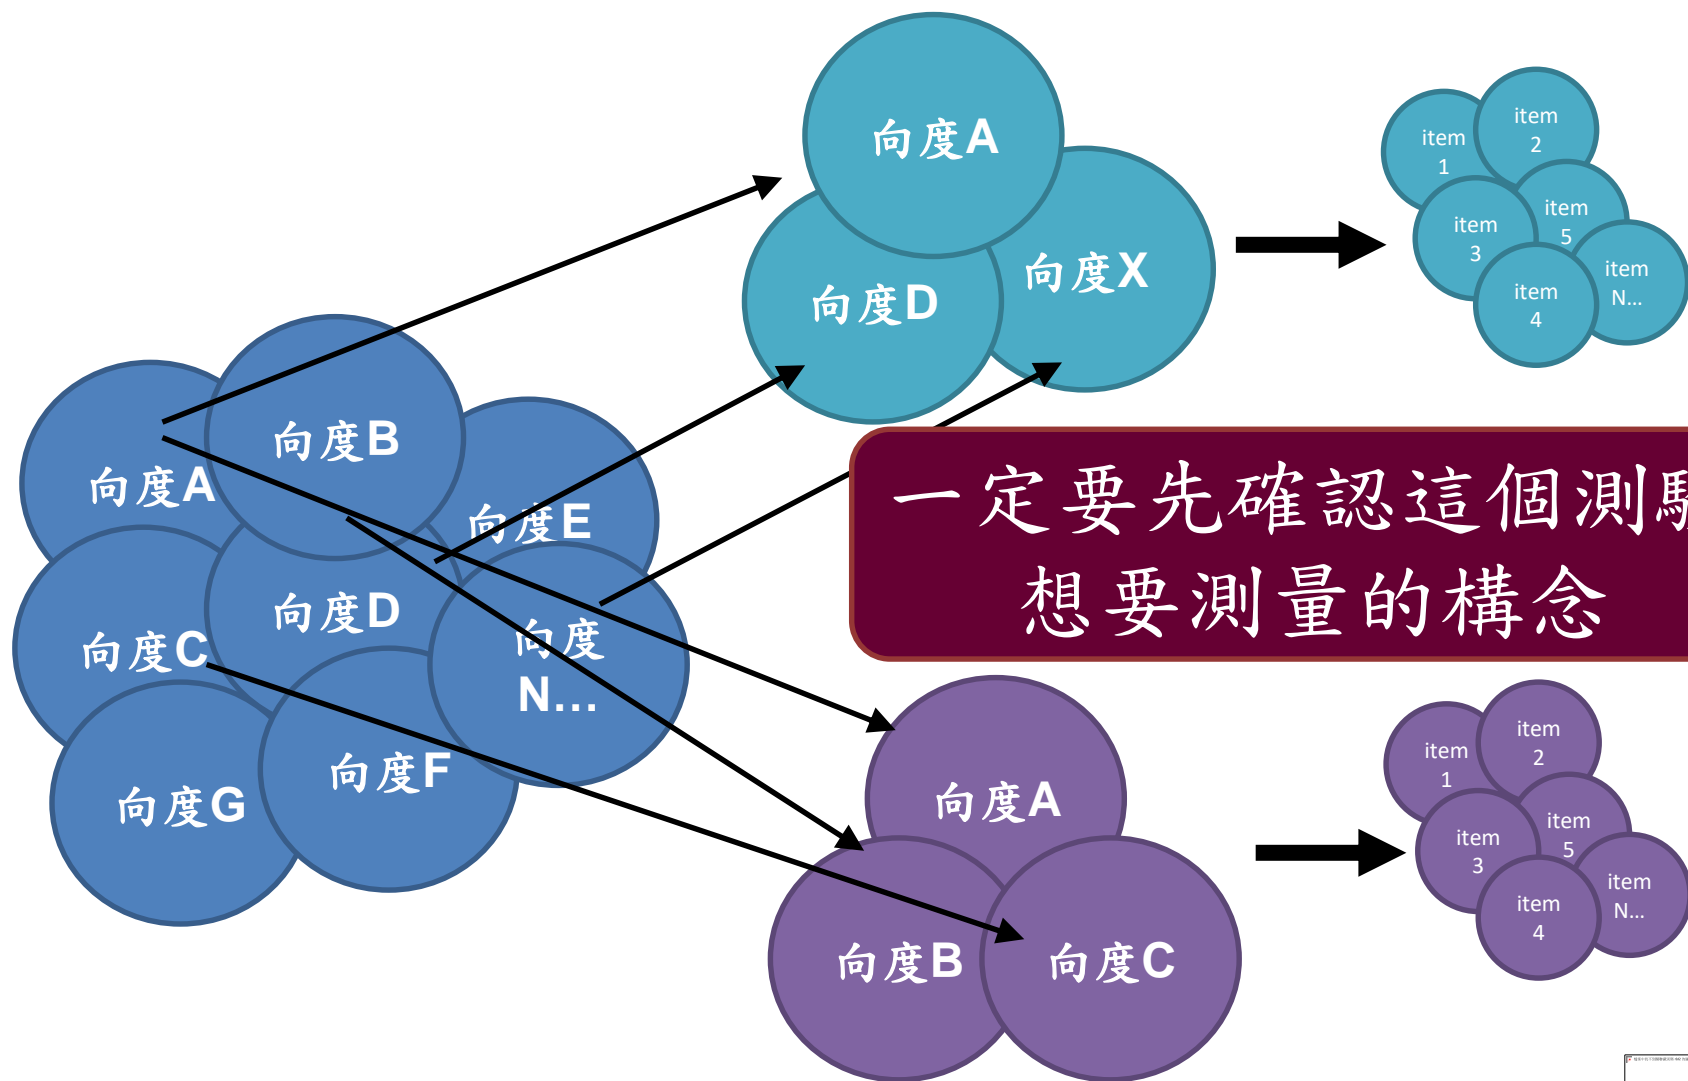 向度A
向度D
向度X
item
1
item
2
item
3
item
5
item
4
item
N...
向度A
向度B
向度E
向度C
向度D
向度
N...
向度G
向度F
一定要先確認這個測驗
想要測量的構念
向度A
向度B
向度C
item
1
item
2
item
3
item
5
item
4
item
N...